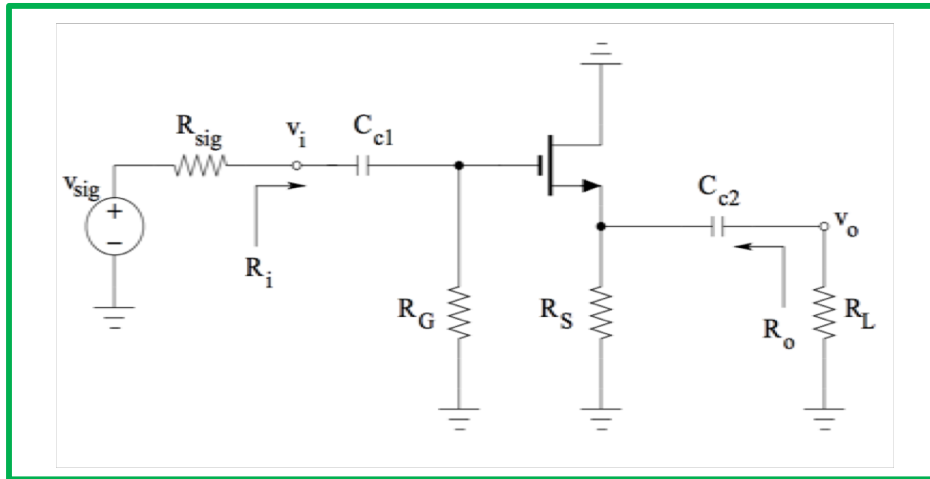 R_sig
v_i
C_c1
v_sig
+
−
R_i
C_c2
v_o
R_G
R_S
R_o
R_L